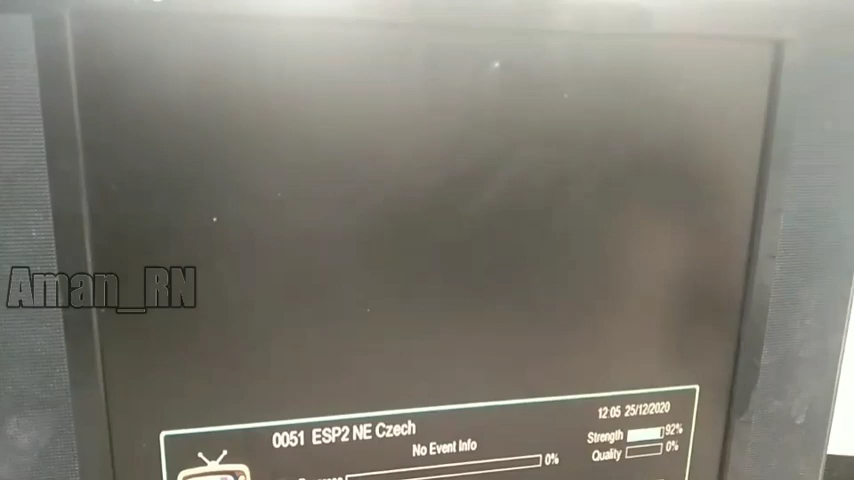 Aman_RN
0051 ESP2 NE Czech
12:05 25/12/2020
No Event Info
Strength 92%
Quality 0%
0%